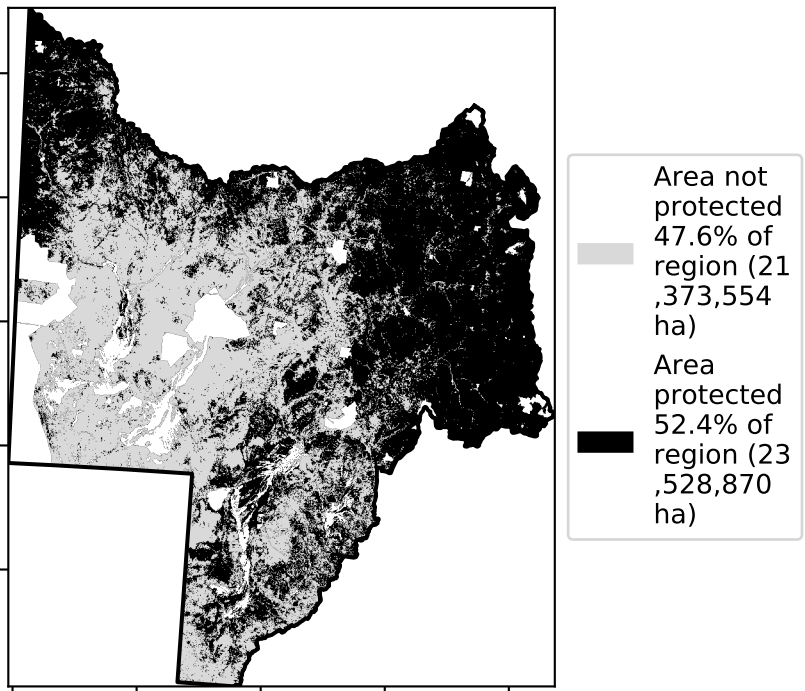 Area not
protected
47.6% of
region (21
,373,554
ha)
Area
protected
52.4% of
region (23
,528,870
ha)